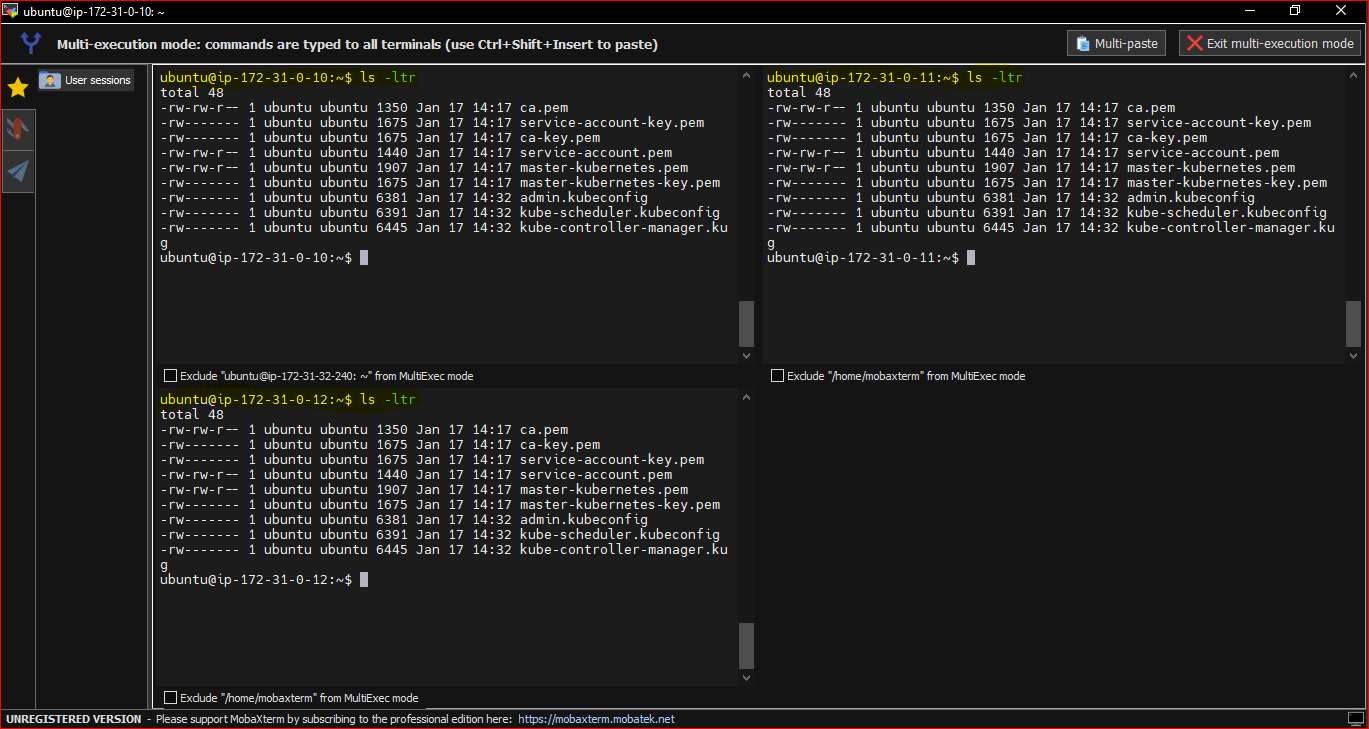 ubuntu@ip-172-31-0-10: ~
Multi-execution mode: commands are typed to all terminals (use Ctrl+Shift+Insert to paste)
Multi-paste
Exit multi-execution mode
User sessions
ubuntu@ip-172-31-0-10:~$ ls -ltr
total 48
-rw-rw-r-- 1 ubuntu ubuntu 1350 Jan 17 14:17 ca.pem
-rw------- 1 ubuntu ubuntu 1675 Jan 17 14:17 service-account-key.pem
-rw------- 1 ubuntu ubuntu 1675 Jan 17 14:17 ca-key.pem
-rw-rw-r-- 1 ubuntu ubuntu 1440 Jan 17 14:17 service-account.pem
-rw-rw-r-- 1 ubuntu ubuntu 1907 Jan 17 14:17 master-kubernetes.pem
-rw------- 1 ubuntu ubuntu 1675 Jan 17 14:17 master-kubernetes-key.pem
-rw------- 1 ubuntu ubuntu 6381 Jan 17 14:32 admin.kubeconfig
-rw------- 1 ubuntu ubuntu 6391 Jan 17 14:32 kube-scheduler.kubeconfig
-rw------- 1 ubuntu ubuntu 6445 Jan 17 14:32 kube-controller-manager.ku
g
ubuntu@ip-172-31-0-10:~$
Exclude "ubuntu@ip-172-31-32-240: ~" from MultiExec mode
ubuntu@ip-172-31-0-11:~$ ls -ltr
total 48
-rw-rw-r-- 1 ubuntu ubuntu 1350 Jan 17 14:17 ca.pem
-rw------- 1 ubuntu ubuntu 1675 Jan 17 14:17 service-account-key.pem
-rw------- 1 ubuntu ubuntu 1675 Jan 17 14:17 ca-key.pem
-rw-rw-r-- 1 ubuntu ubuntu 1440 Jan 17 14:17 service-account.pem
-rw-rw-r-- 1 ubuntu ubuntu 1907 Jan 17 14:17 master-kubernetes.pem
-rw------- 1 ubuntu ubuntu 1675 Jan 17 14:17 master-kubernetes-key.pem
-rw------- 1 ubuntu ubuntu 6381 Jan 17 14:32 admin.kubeconfig
-rw------- 1 ubuntu ubuntu 6391 Jan 17 14:32 kube-scheduler.kubeconfig
-rw------- 1 ubuntu ubuntu 6445 Jan 17 14:32 kube-controller-manager.ku
g
ubuntu@ip-172-31-0-11:~$
Exclude "/home/mobaxterm" from MultiExec mode
ubuntu@ip-172-31-0-12:~$ ls -ltr
total 48
-rw-rw-r-- 1 ubuntu ubuntu 1350 Jan 17 14:17 ca.pem
-rw------- 1 ubuntu ubuntu 1675 Jan 17 14:17 ca-key.pem
-rw------- 1 ubuntu ubuntu 1675 Jan 17 14:17 service-account-key.pem
-rw-rw-r-- 1 ubuntu ubuntu 1440 Jan 17 14:17 service-account.pem
-rw-rw-r-- 1 ubuntu ubuntu 1907 Jan 17 14:17 master-kubernetes.pem
-rw------- 1 ubuntu ubuntu 1675 Jan 17 14:17 master-kubernetes-key.pem
-rw------- 1 ubuntu ubuntu 6381 Jan 17 14:32 admin.kubeconfig
-rw------- 1 ubuntu ubuntu 6391 Jan 17 14:32 kube-scheduler.kubeconfig
-rw------- 1 ubuntu ubuntu 6445 Jan 17 14:32 kube-controller-manager.ku
g
ubuntu@ip-172-31-0-12:~$
Exclude "/home/mobaxterm" from MultiExec mode
UNREGISTERED VERSION - Please support MobaXterm by subscribing to the professional edition here: https://mobaxterm.mobatek.net